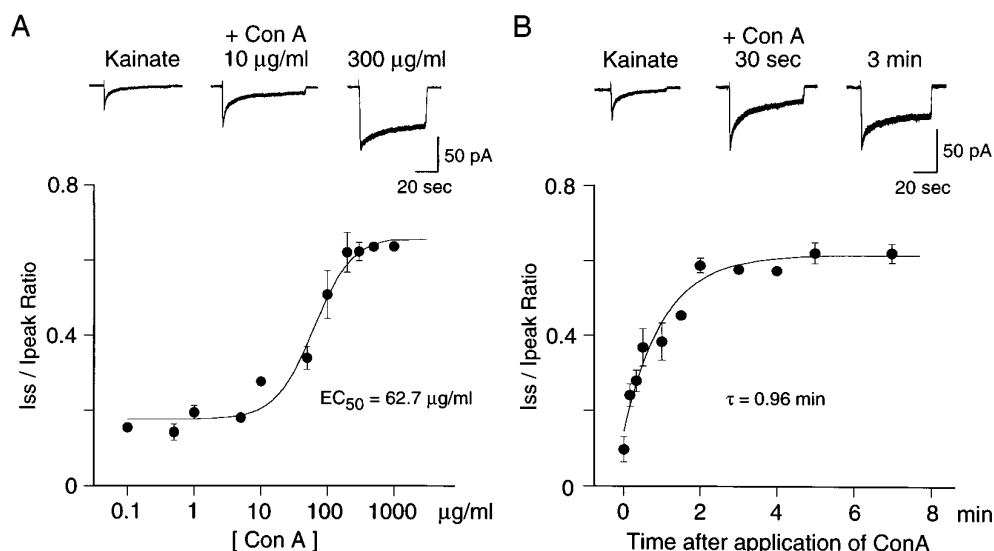 A
Kainate
+ Con A
10 µg/ml
300 µg/ml
50 pA
20 sec
0.8
0.4
0
Iss / Ipeak Ratio
EC50 = 62.7 µg/ml
0.1
1
10
100
1000
µg/ml
[ Con A ]
B
Kainate
+ Con A
30 sec
3 min
50 pA
20 sec
0.8
0.4
0
Iss / Ipeak Ratio
τ = 0.96 min
0
2
4
6
8
min
Time after application of ConA